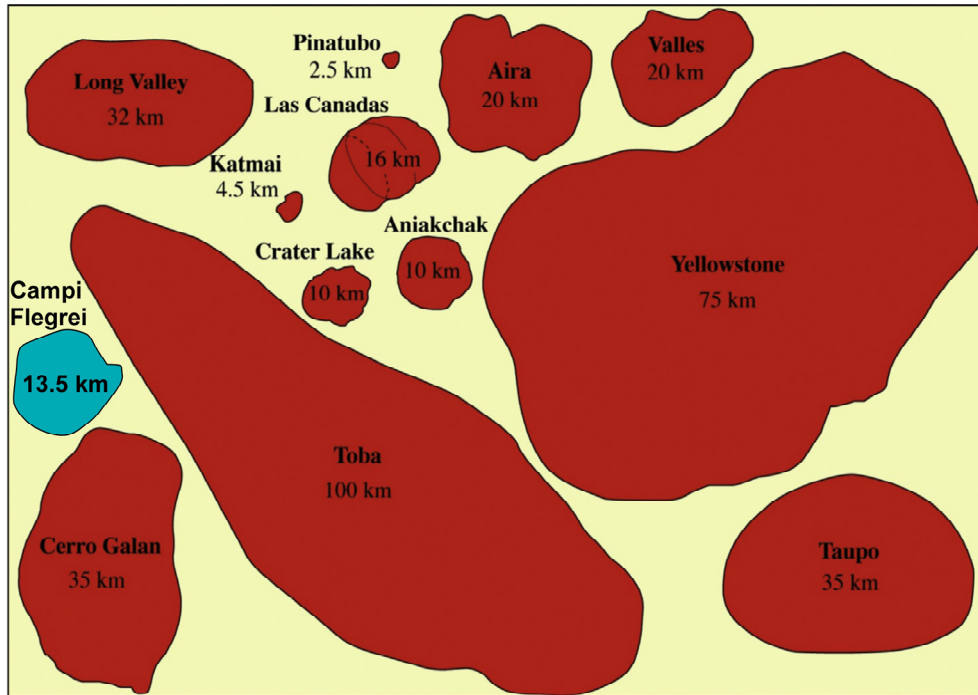 Long Valley
32 km
Pinatubo
2.5 km
Las Canadas
16 km
Aira
20 km
Valles
20 km
Katmai
4.5 km
Crater Lake
10 km
Aniakchak
10 km
Yellowstone
75 km
Campi
Flegrei
13.5 km
Toba
100 km
Cerro Galan
35 km
Taupo
35 km